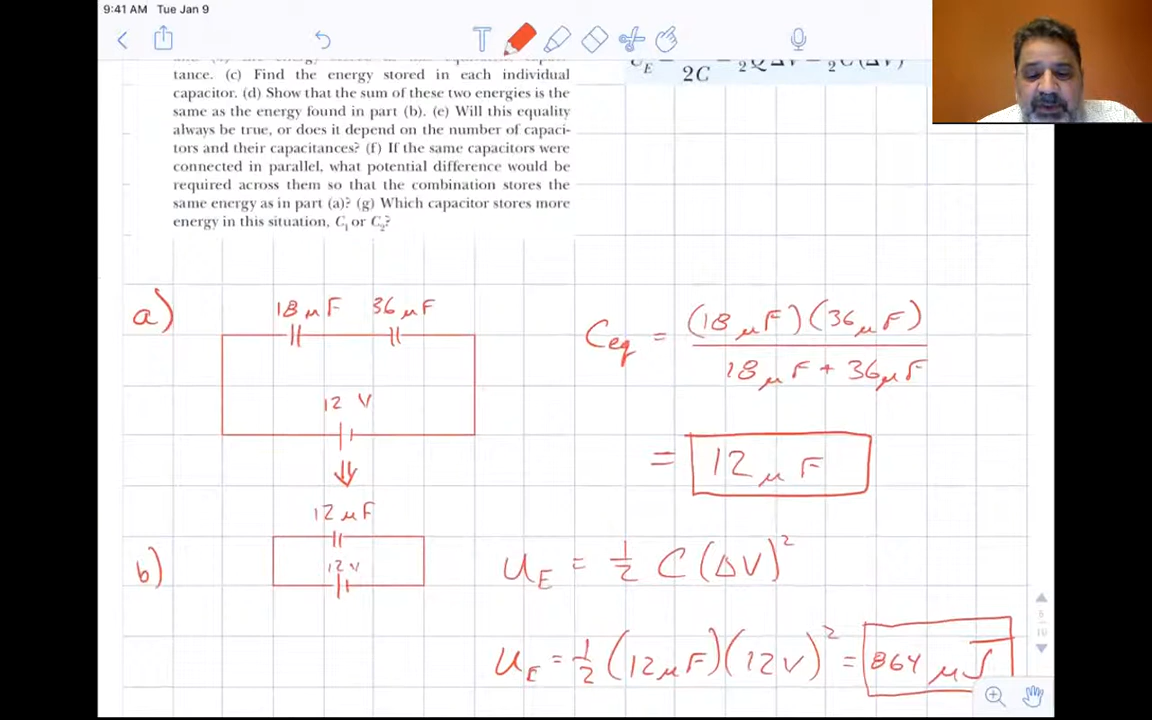 9:41 AM Tue Jan 9
T
tance. (c) Find the energy stored in each individual
capacitor. (d) Show that the sum of these two energies is the
same as the energy found in part (b). (e) Will this equality
always be true, or does it depend on the number of capaci-
tors and their capacitances? (f) If the same capacitors were
connected in parallel, what potential difference would be
required across them so that the combination stores the
same energy as in part (a)? (g) Which capacitor stores more
energy in this situation, C₁ or C₂?
2C
a)
18 μF 36 μF
12 V
Ceq = (18 μF)(36 μF)
18 μF + 36 μF
= 12 μF
b)
12 μF
12 V
U_E = ½ C (ΔV)²
U_E = ½ (12 μF)(12 V)² = 864 μJ